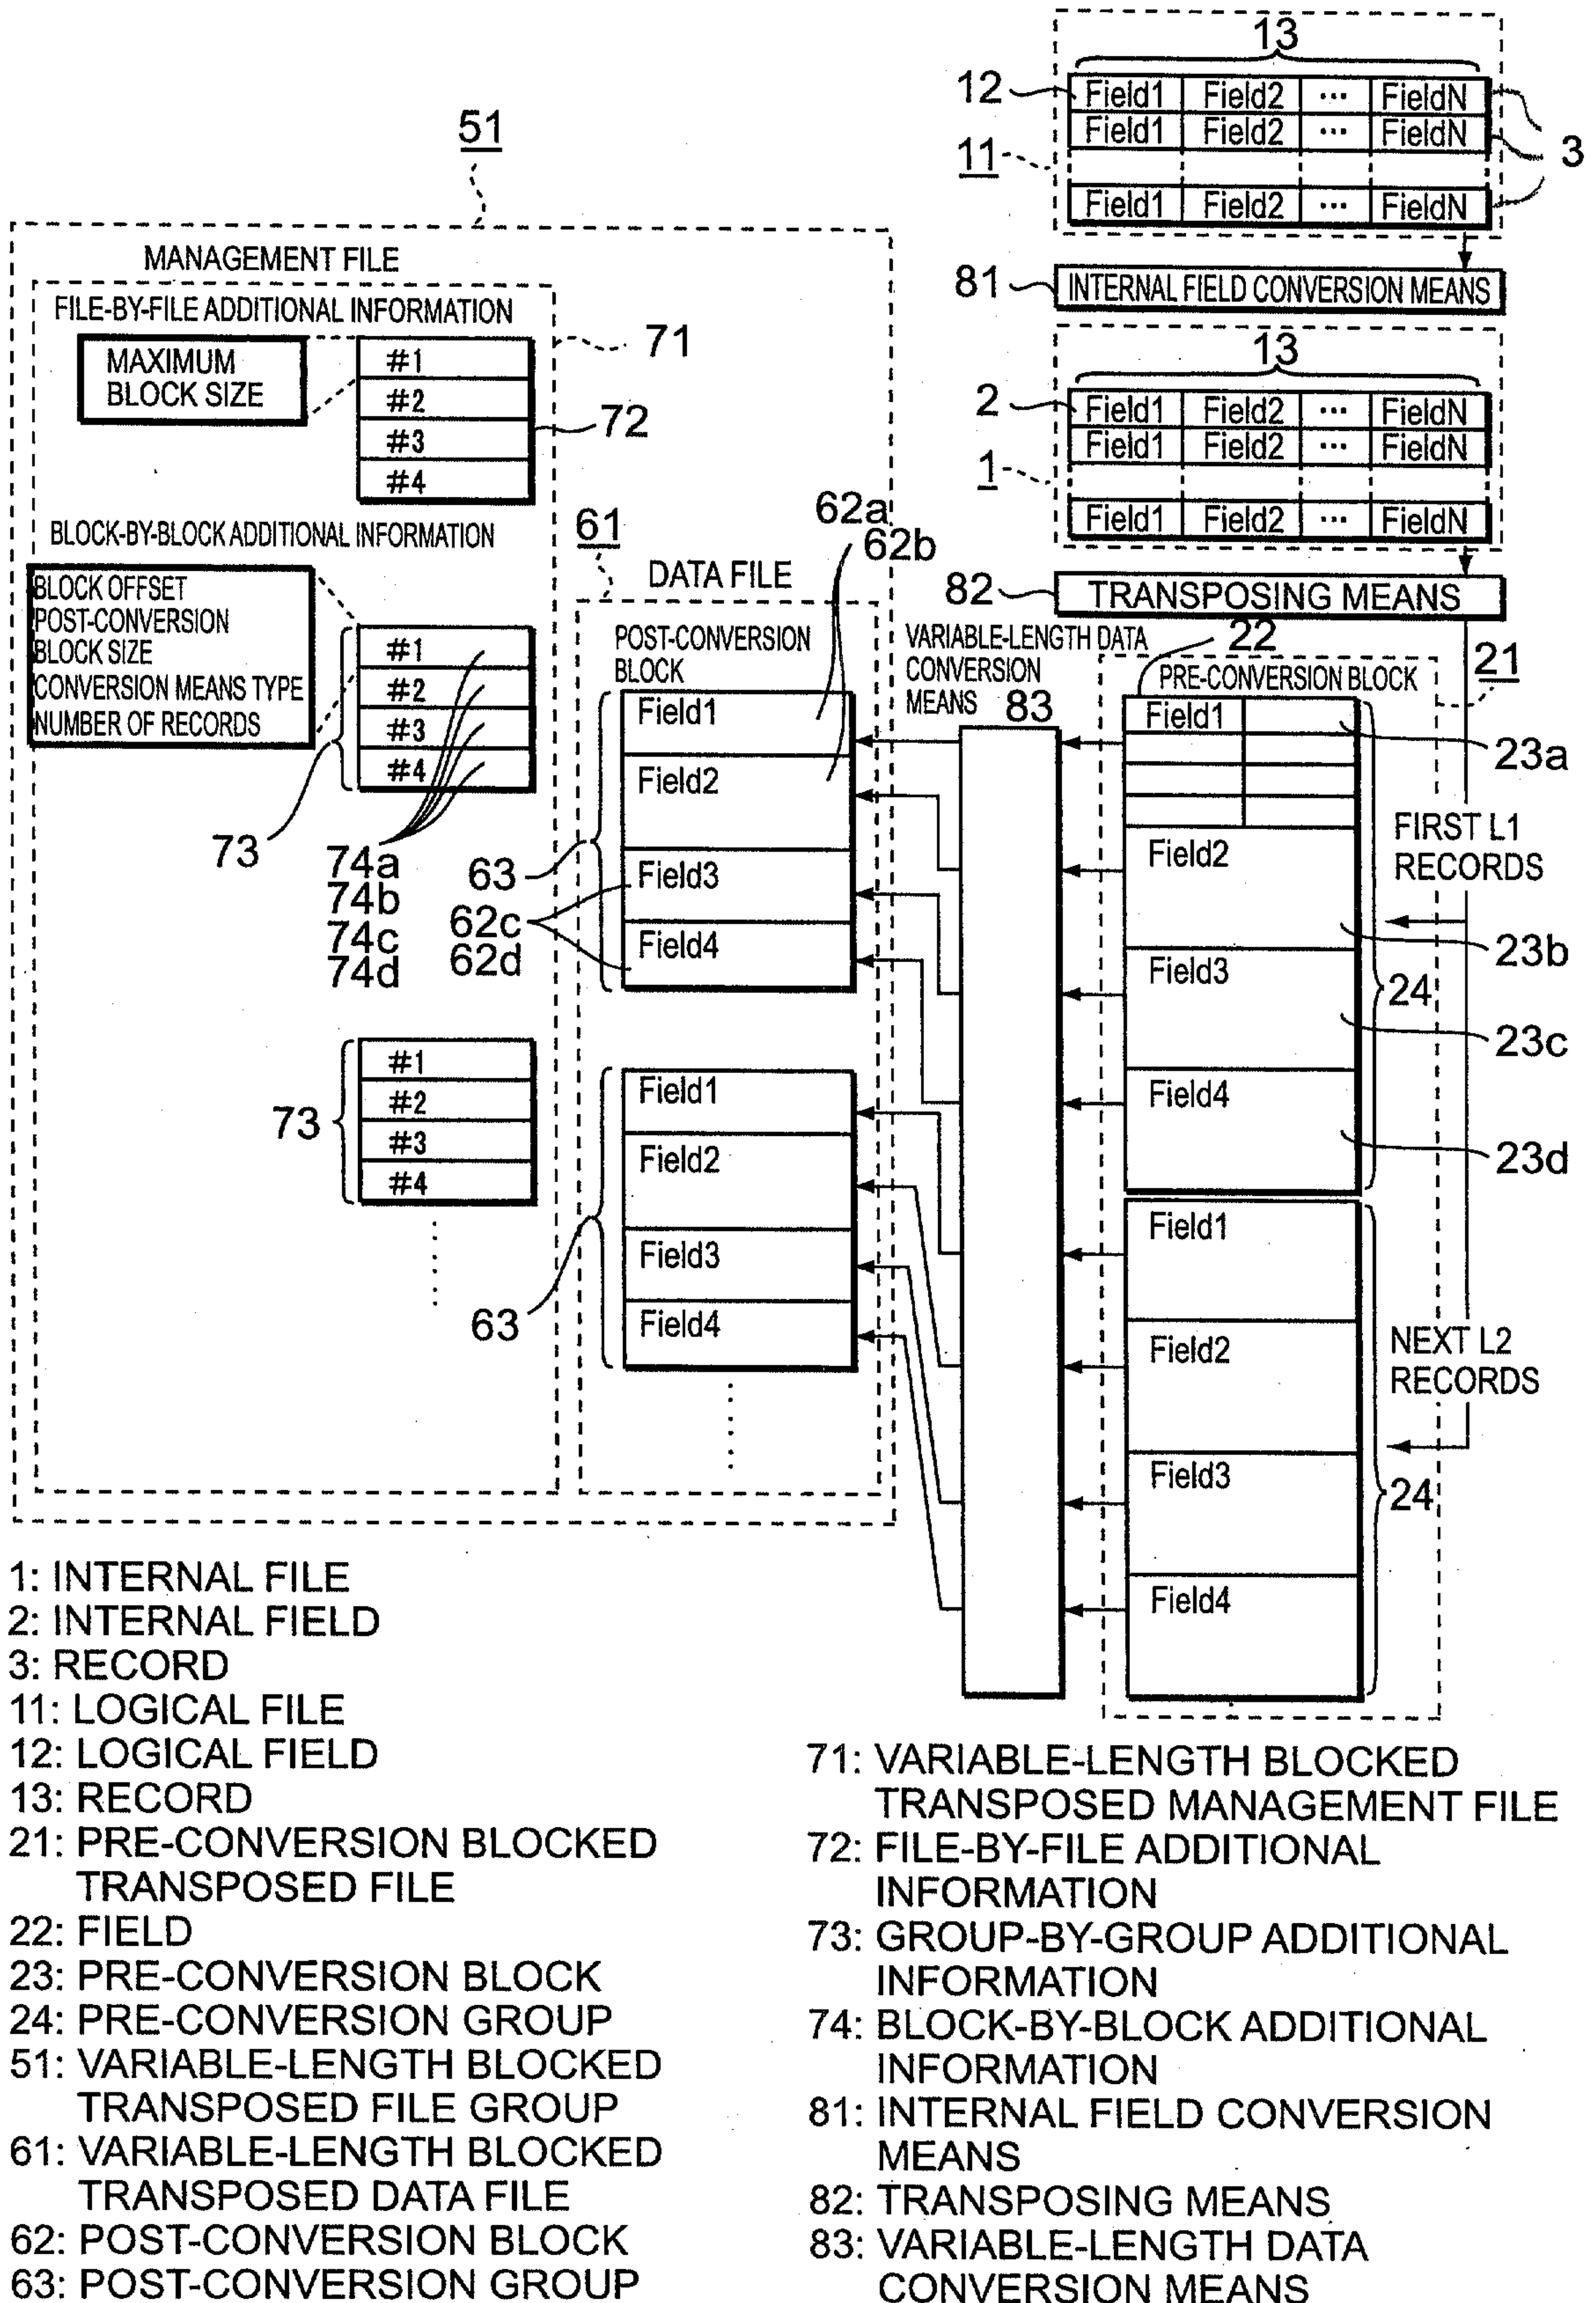 13
12
Field1 Field2 ... FieldN
Field1 Field2 ... FieldN
11
3
Field1 Field2 ... FieldN
51
MANAGEMENT FILE
81
INTERNAL FIELD CONVERSION MEANS
FILE-BY-FILE ADDITIONAL INFORMATION
71
MAXIMUM
BLOCK SIZE
#1
#2
#3
#4
72
13
2
Field1 Field2 ... FieldN
Field1 Field2 ... FieldN
1
Field1 Field2 ... FieldN
BLOCK-BY-BLOCK ADDITIONAL INFORMATION
61
62a
62b
DATA FILE
82
TRANSPOSING MEANS
BLOCK OFFSET
POST-CONVERSION
BLOCK SIZE
CONVERSION MEANS TYPE
NUMBER OF RECORDS
#1
#2
#3
#4
73
74a
74b
74c
74d
POST-CONVERSION
BLOCK
Field1
Field2
Field3
Field4
63
62c
62d
VARIABLE-LENGTH DATA
CONVERSION
MEANS
83
22
21
PRE-CONVERSION BLOCK
Field1
23a
FIRST L1
RECORDS
Field2
23b
Field3
24
23c
Field4
23d
73
#1
#2
#3
#4
63
Field1
Field2
Field3
Field4
Field1
Field2
NEXT L2
RECORDS
Field3
24
Field4
1: INTERNAL FILE
2: INTERNAL FIELD
3: RECORD
11: LOGICAL FILE
12: LOGICAL FIELD
13: RECORD
21: PRE-CONVERSION BLOCKED
TRANSPOSED FILE
22: FIELD
23: PRE-CONVERSION BLOCK
24: PRE-CONVERSION GROUP
51: VARIABLE-LENGTH BLOCKED
TRANSPOSED FILE GROUP
61: VARIABLE-LENGTH BLOCKED
TRANSPOSED DATA FILE
62: POST-CONVERSION BLOCK
63: POST-CONVERSION GROUP
71: VARIABLE-LENGTH BLOCKED
TRANSPOSED MANAGEMENT FILE
72: FILE-BY-FILE ADDITIONAL
INFORMATION
73: GROUP-BY-GROUP ADDITIONAL
INFORMATION
74: BLOCK-BY-BLOCK ADDITIONAL
INFORMATION
81: INTERNAL FIELD CONVERSION
MEANS
82: TRANSPOSING MEANS
83: VARIABLE-LENGTH DATA
CONVERSION MEANS